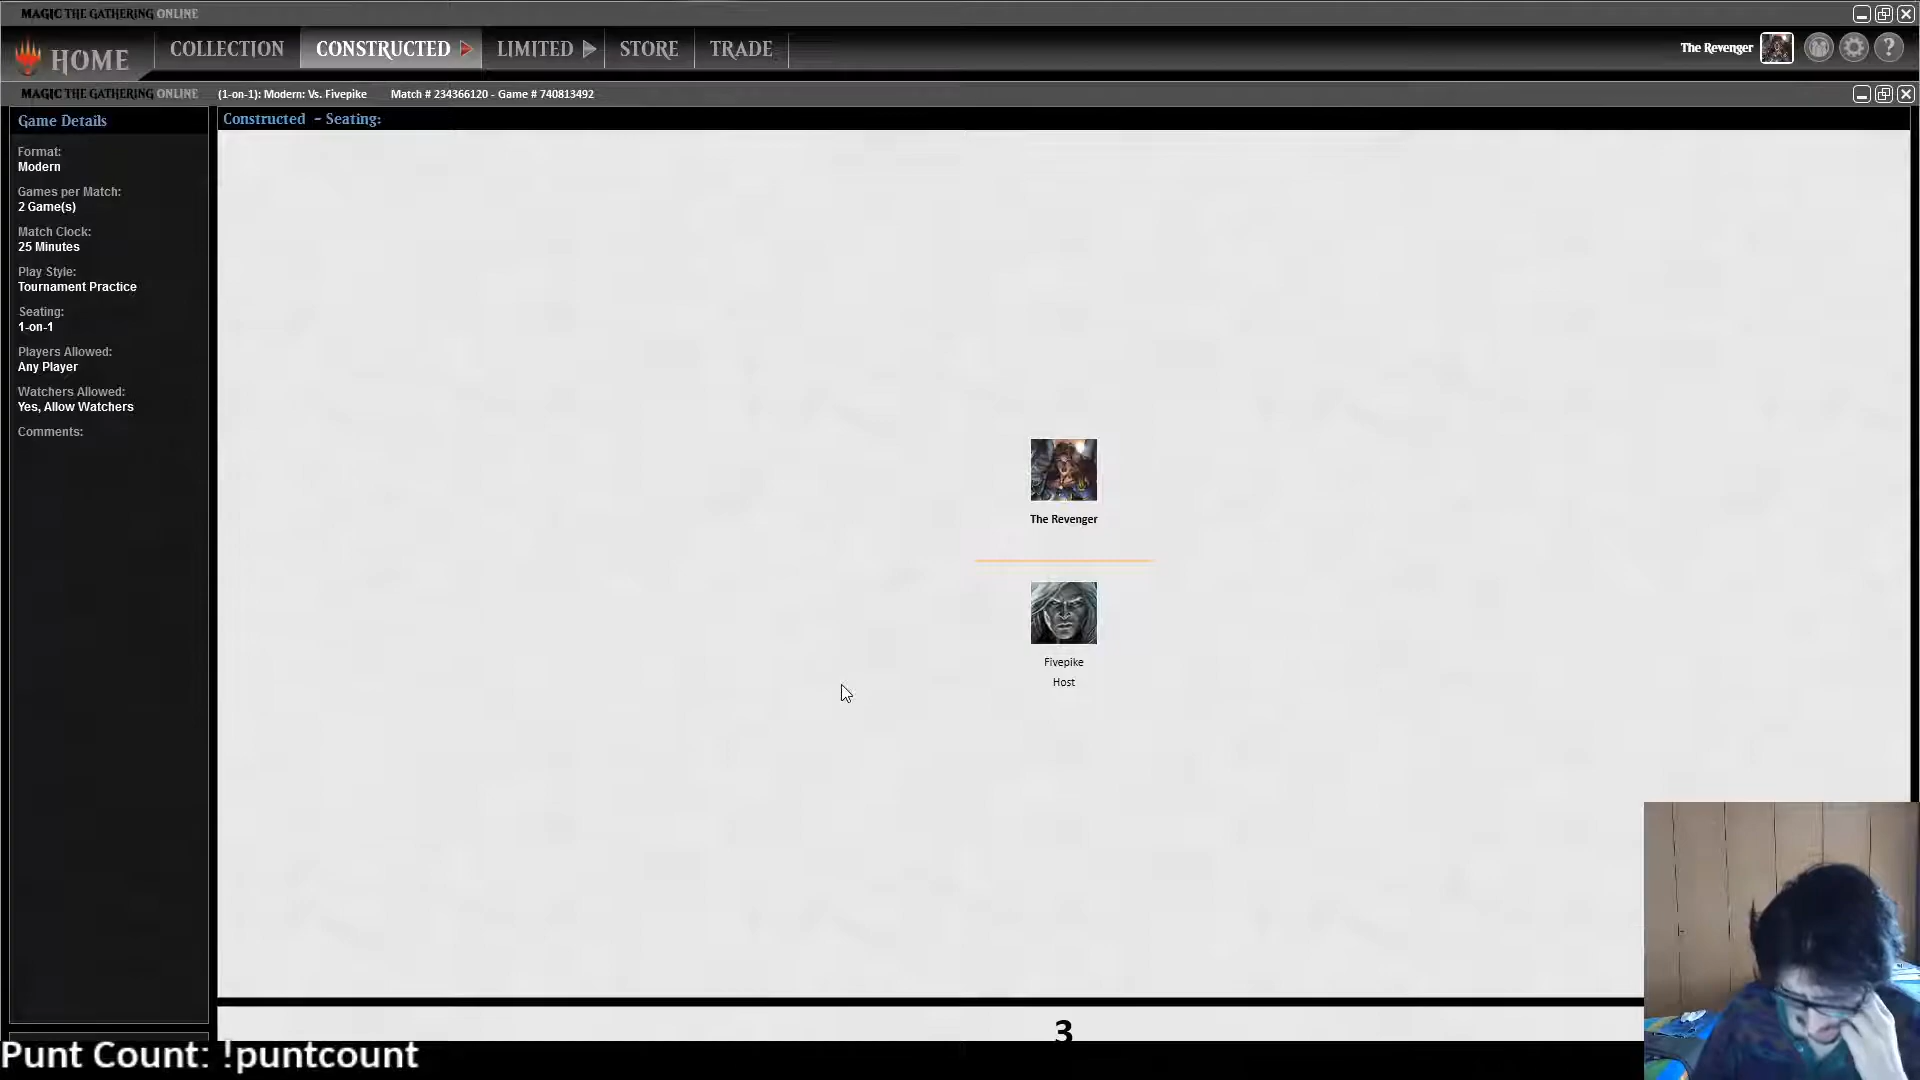 MAGIC THE GATHERING ONLINE
HOME
COLLECTION
CONSTRUCTED
LIMITED
STORE
TRADE
The Revenger
?
MAGIC THE GATHERING ONLINE
(1-on-1): Modern: Vs. Fivepike
Match # 234366120 - Game # 740813492
Game Details
Format:
Modern
Games per Match:
2 Game(s)
Match Clock:
25 Minutes
Play Style:
Tournament Practice
Seating:
1-on-1
Players Allowed:
Any Player
Watchers Allowed:
Yes, Allow Watchers
Comments:
Constructed - Seating:
The Revenger
Fivepike
Host
3
Punt Count: !puntcount